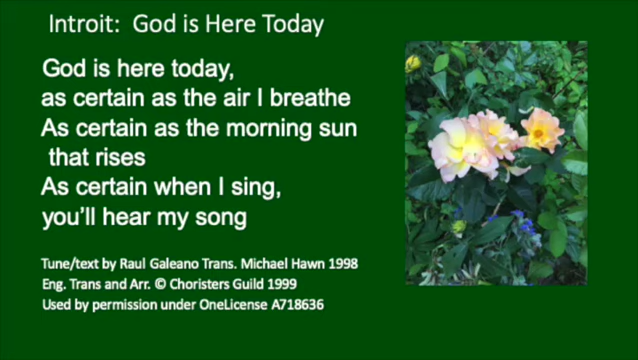 Introit:  God is Here Today
God is here today,
as certain as the air I breathe
As certain as the morning sun
that rises
As certain when I sing,
you'll hear my song
Tune/text by Raul Galeano Trans. Michael Hawn 1998
Eng. Trans and Arr. © Choristers Guild 1999
Used by permission under OneLicense A718636